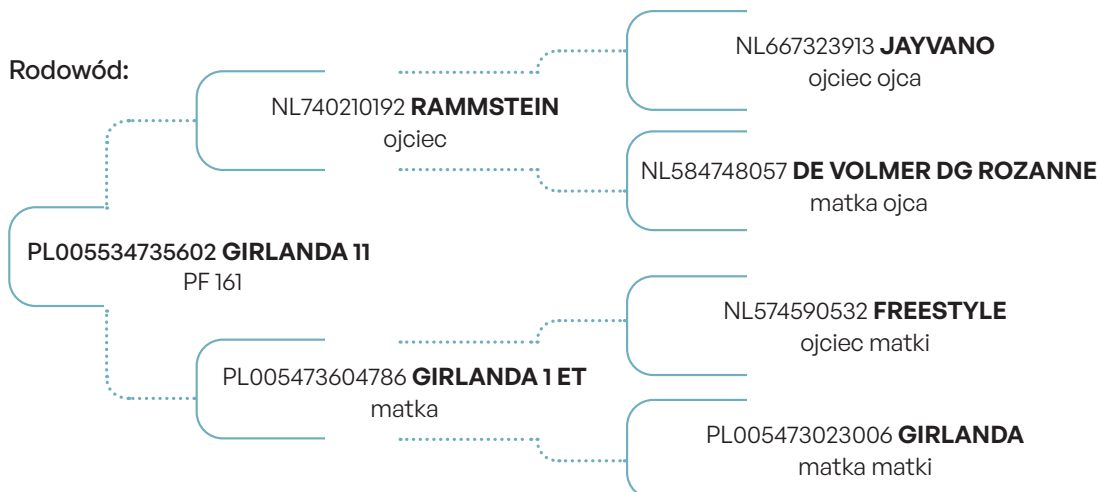 Rodowód:
NL667323913 JAYVANO
ojciec ojca
NL740210192 RAMMSTEIN
ojciec
NL584748057 DE VOLMER DG ROZANNE
matka ojca
PL005534735602 GIRLANDA 11
PF 161
NL574590532 FREESTYLE
ojciec matki
PL005473604786 GIRLANDA 1 ET
matka
PL005473023006 GIRLANDA
matka matki